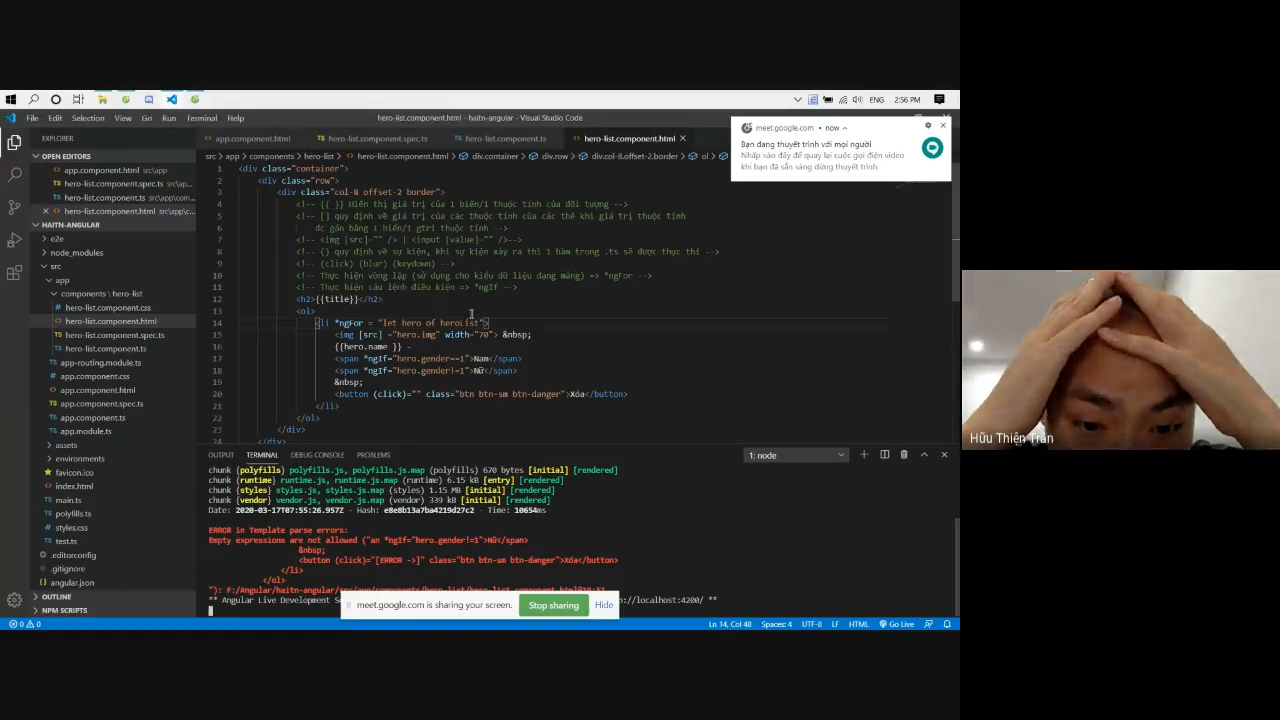 ENG 2:56 PM
File Edit Selection View Go Run Terminal Help
hero-list.component.html - haitn-angular - Visual Studio Code
EXPLORER
OPEN EDITORS
app.component.html src\app
hero-list.component.spec.ts src\ap...
hero-list.component.ts src\app\co...
hero-list.component.html src\app\c...
HAITN-ANGULAR
e2e
node_modules
src
app
components \ hero-list
hero-list.component.css
hero-list.component.html
hero-list.component.spec.ts
hero-list.component.ts
app-routing.module.ts
app.component.css
app.component.html
app.component.spec.ts
app.component.ts
app.module.ts
assets
environments
favicon.ico
index.html
main.ts
polyfills.ts
styles.css
test.ts
.editorconfig
.gitignore
angular.json
OUTLINE
NPM SCRIPTS
app.component.html hero-list.component.spec.ts hero-list.component.ts hero-list.component.html
src > app > components > hero-list > hero-list.component.html > div.container > div.row > div.col-8.offset-2.border > ol >
1 <div class="container">
2 <div class="row">
3 <div class="col-8 offset-2 border">
4 <!-- {{ }} Hiển thị giá trị của 1 biến/1 thuộc tính của đối tượng -->
5 <!-- [] quy định về giá trị của các thuộc tính của các thẻ khi giá trị thuộc tính
6 đc gán bằng 1 biến/1 gtri thuộc tính -->
7 <!-- <img [src]="" /> | <input [value]="" />-->
8 <!-- () quy định về sự kiện, khi sự kiện xảy ra thì 1 hàm trong .ts sẽ được thực thi -->
9 <!-- (click) (blur) (keydown) -->
10 <!-- Thực hiện vòng lặp (sử dụng cho kiểu dữ liệu dạng mảng) => *ngFor -->
11 <!-- Thực hiện câu lệnh điều kiện => *ngIf -->
12 <h2>{{title}}</h2>
13 <ol>
14 <li *ngFor = "let hero of heroList">
15 <img [src] ="hero.img" width="70"> &nbsp;
16 {{hero.name }} -
17 <span *ngIf="hero.gender==1">Nam</span>
18 <span *ngIf="hero.gender!=1">Nữ</span>
19 &nbsp;
20 <button (click)="" class="btn btn-sm btn-danger">Xóa</button>
21 </li>
22 </ol>
23 </div>
24 </div>
meet.google.com • now
Bạn đang thuyết trình với mọi người
Nhấp vào đây để quay lại cuộc gọi điện video
khi bạn đã sẵn sàng dừng thuyết trình
OUTPUT TERMINAL DEBUG CONSOLE PROBLEMS 1: node
chunk {polyfills} polyfills.js, polyfills.js.map (polyfills) 670 bytes [initial] [rendered]
chunk {runtime} runtime.js, runtime.js.map (runtime) 6.15 kB [entry] [rendered]
chunk {styles} styles.js, styles.js.map (styles) 1.15 MB [initial] [rendered]
chunk {vendor} vendor.js, vendor.js.map (vendor) 339 kB [initial] [rendered]
Date: 2020-03-17T07:55:26.957Z - Hash: e8e8b13a7ba4219d27c2 - Time: 10654ms
ERROR in Template parse errors:
Empty expressions are not allowed ("an *ngIf="hero.gender!=1">Nữ</span>
&nbsp;
<button (click)="[ERROR ->]" class="btn btn-sm btn-danger">Xóa</button>
</li>
</ol>
"): F:/Angular/haitn-angular/src/app/components/hero-list/hero-list.component.html@19:33
** Angular Live Development Se
p://localhost:4200/ **
meet.google.com is sharing your screen. Stop sharing Hide
0 0 Ln 14, Col 48 Spaces: 4 UTF-8 LF HTML Go Live
Hữu Thiện Trần